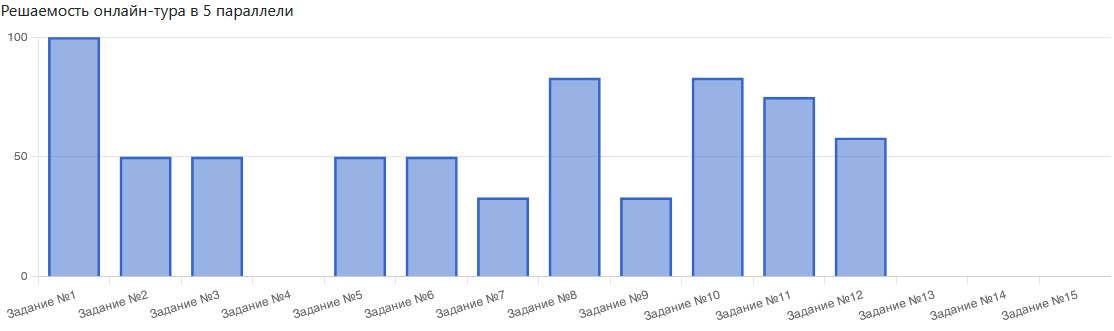 Решаемость онлайн-тура в 5 параллели
100
50
0
Задание №1
Задание №2
Задание №3
Задание №4
Задание №5
Задание №6
Задание №7
Задание №8
Задание №9
Задание №10
Задание №11
Задание №12
Задание №13
Задание №14
Задание №15